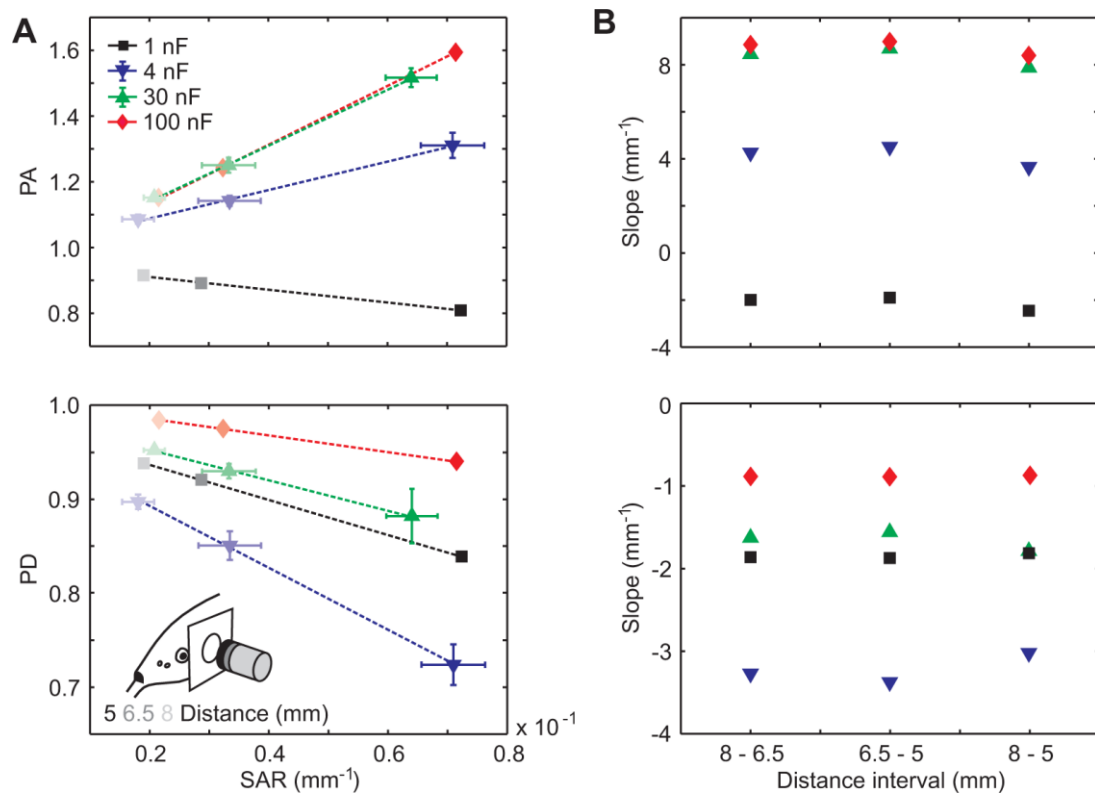 A
1 nF
4 nF
30 nF
100 nF
1.6
1.4
1.2
1.0
0.8
PA
1.0
0.9
0.8
0.7
PD
5 6.5 8 Distance (mm)
0.2 0.4 0.6 0.8
x 10⁻¹
SAR (mm⁻¹)
B
8
4
0
-4
Slope (mm⁻¹)
0
-1
-2
-3
-4
Slope (mm⁻¹)
8 - 6.5 6.5 - 5 8 - 5
Distance interval (mm)